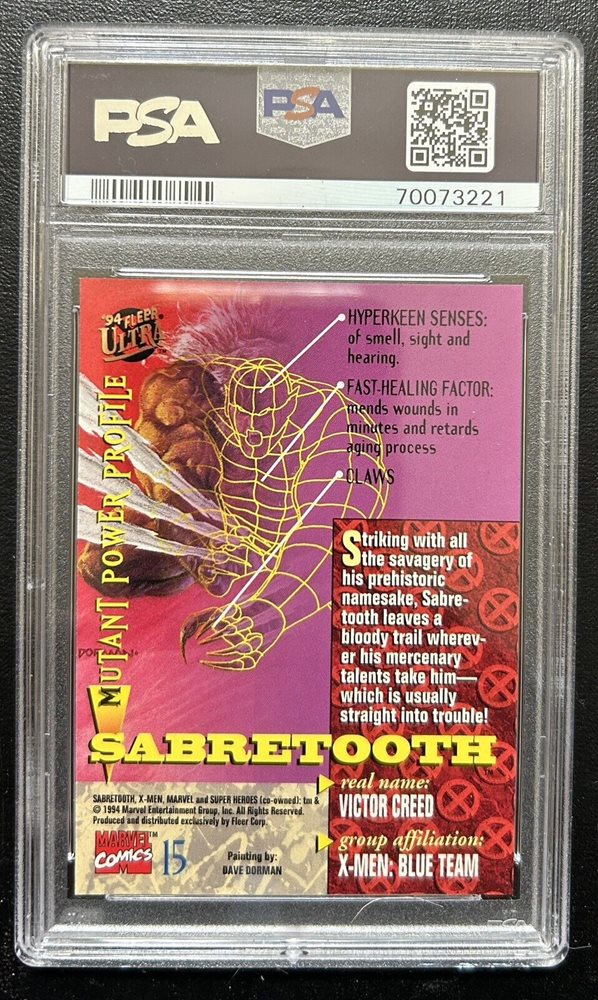 PSA
PSA
70073221
'94 FLEER
ULTRA
MUTANT POWER PROFILE
HYPERKEEN SENSES:
of smell, sight and
hearing.
FAST-HEALING FACTOR:
mends wounds in
minutes and retards
aging process
CLAWS
Striking with all
the savagery of
his prehistoric
namesake, Sabre-
tooth leaves a
bloody trail wherev-
er his mercenary
talents take him—
which is usually
straight into trouble!
DORMAN
SABRETOOTH
real name:
VICTOR CREED
group affiliation:
X-MEN: BLUE TEAM
SABRETOOTH, X-MEN, MARVEL and SUPER HEROES (co-owned): tm &
© 1994 Marvel Entertainment Group, Inc. All Rights Reserved.
Produced and distributed exclusively by Fleer Corp.
MARVEL™
COMICS
15
Painting by:
DAVE DORMAN
PSA